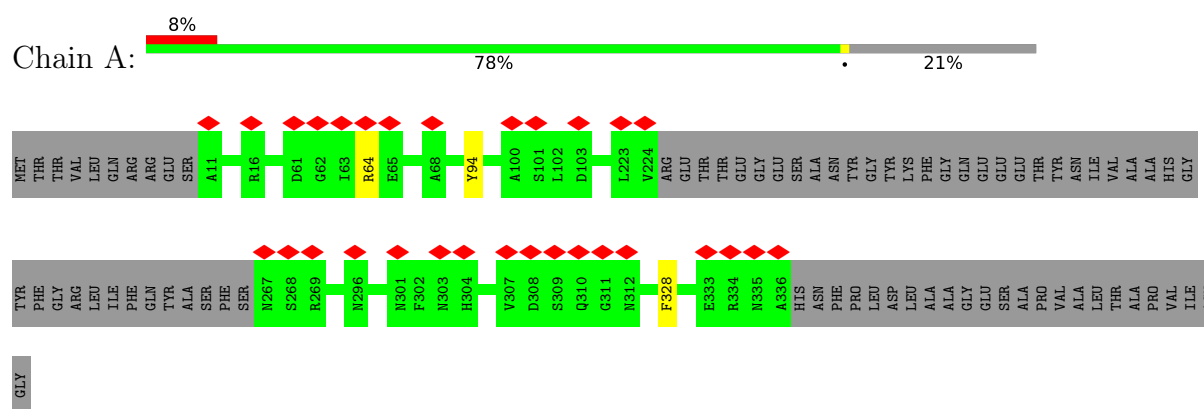 8%
Chain A:
78% • 21%
MET THR THR VAL LEU GLN ARG ARG GLU SER A11 R16 D61 G62 I63 R64 E65 A68 Y94 A100 S101 L102 D103 L223 V224 ARG GLU THR THR GLU GLY GLU SER ALA ASN TYR GLY TYR LYS PHE GLY GLN GLU GLU GLU THR TYR ASN ILE VAL ALA ALA HIS GLY
TYR PHE GLY ARG LEU ILE PHE GLN TYR ALA SER PHE SER N267 S268 R269 N296 N301 F302 N303 H304 V307 D308 S309 Q310 G311 N312 F328 E333 R334 N335 A336 HIS ASN PHE PRO LEU ASP LEU ALA ALA GLY GLU SER ALA PRO VAL ALA LEU THR ALA PRO VAL ILE
GLY